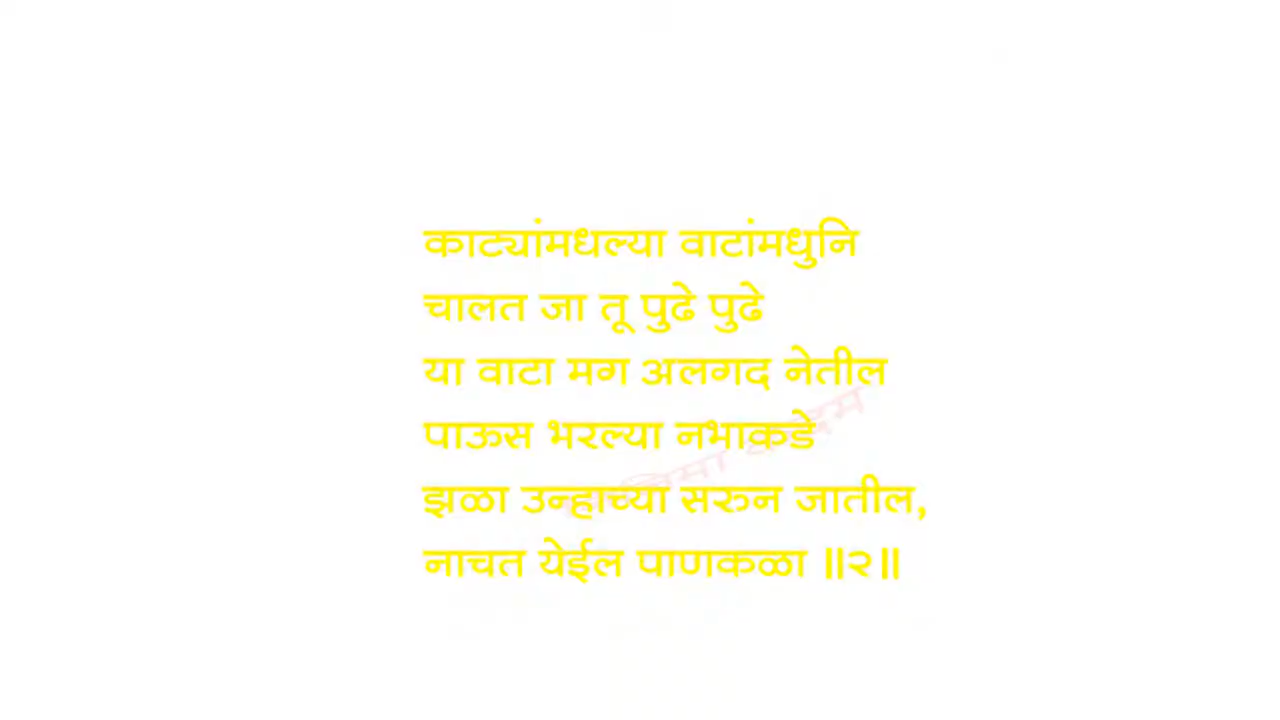 काट्यांमधल्या वाटांमधुनि
चालत जा तू पुढे पुढे
या वाटा मग अलगद नेतील
पाऊस भरल्या नभाकडे
झळा उन्हाच्या सरुन जातील,
नाचत येईल पाणकळा ॥२॥